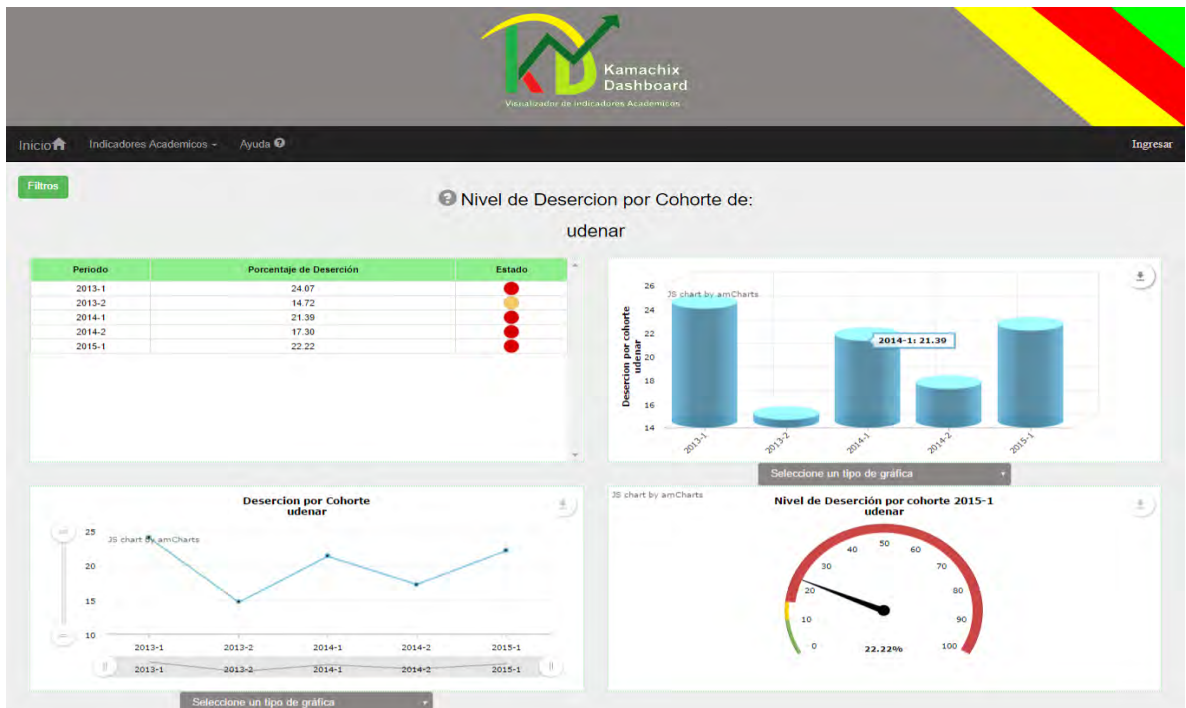 KD
Kamachix
Dashboard
Visualizador de Indicadores Academicos
Inicio Indicadores Academicos Ayuda ? Ingresar
Filtros
? Nivel de Desercion por Cohorte de:
udenar
Periodo Porcentaje de Deserción Estado
2013-1 24.07
2013-2 14.72
2014-1 21.39
2014-2 17.30
2015-1 22.22
JS chart by amCharts
Desercion por cohorte
udenar
26
24
22
20
18
16
14
2014-1: 21.39
2013-1 2013-2 2014-1 2014-2 2015-1
Seleccione un tipo de gráfica
Desercion por Cohorte
udenar
JS chart by amCharts
25
20
15
10
2013-1 2013-2 2014-1 2014-2 2015-1
2013-1 2013-2 2014-1 2014-2 2015-1
Seleccione un tipo de gráfica
JS chart by amCharts
Nivel de Deserción por cohorte 2015-1
udenar
0 10 20 30 40 50 60 70 80 90 100
22.22%